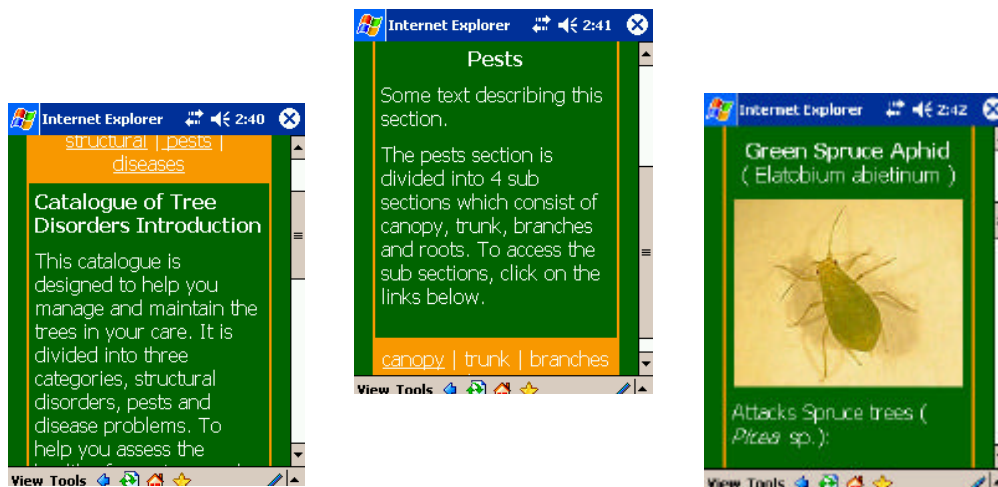 Internet Explorer 2:40
structural | pests |
diseases
Catalogue of Tree
Disorders Introduction
This catalogue is
designed to help you
manage and maintain the
trees in your care. It is
divided into three
categories, structural
disorders, pests and
disease problems. To
help you assess the
View Tools
Internet Explorer 2:41
Pests
Some text describing this
section.
The pests section is
divided into 4 sub
sections which consist of
canopy, trunk, branches
and roots. To access the
sub sections, click on the
links below.
canopy | trunk | branches
View Tools
Internet Explorer 2:42
Green Spruce Aphid
( Elatobium abietinum )
Attacks Spruce trees (
Picea sp.):
View Tools